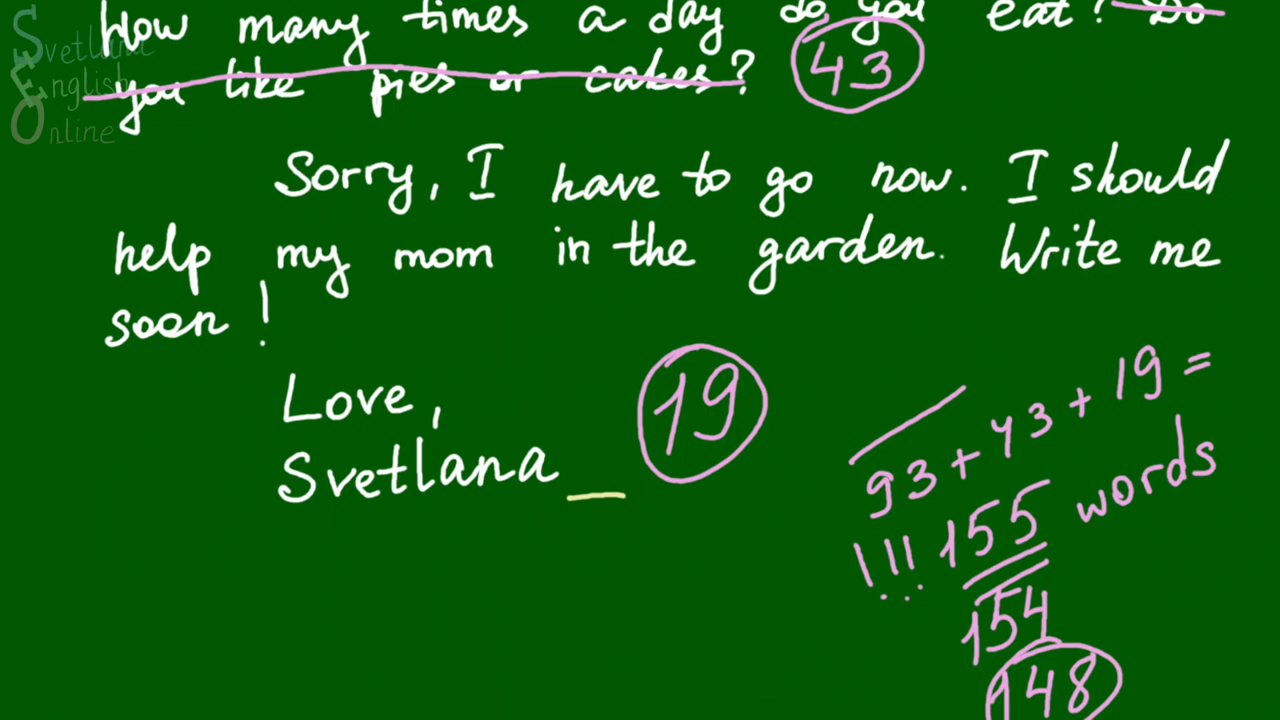 How many times a day do you eat? Do
you like pies or cakes? 43
Sorry, I have to go now. I should
help my mom in the garden. Write me
soon!
Love,
Svetlana
19
93+43+19=
!!! 155 words
154
148
Svetlana
English
Online